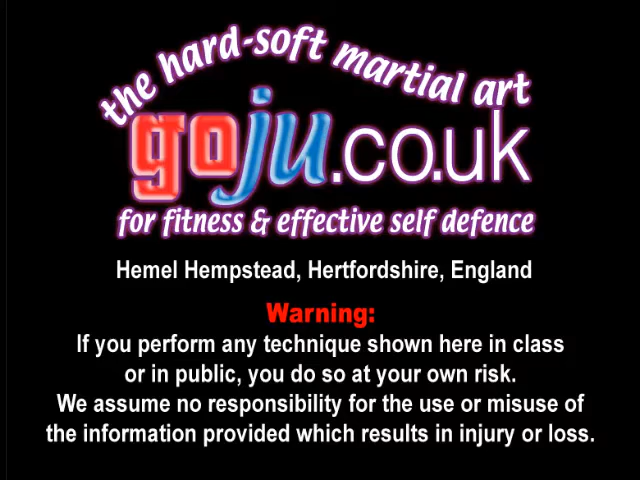 the hard-soft martial art
goju.co.uk
for fitness & effective self defence
Hemel Hempstead, Hertfordshire, England
Warning:
If you perform any technique shown here in class
or in public, you do so at your own risk.
We assume no responsibility for the use or misuse of
the information provided which results in injury or loss.